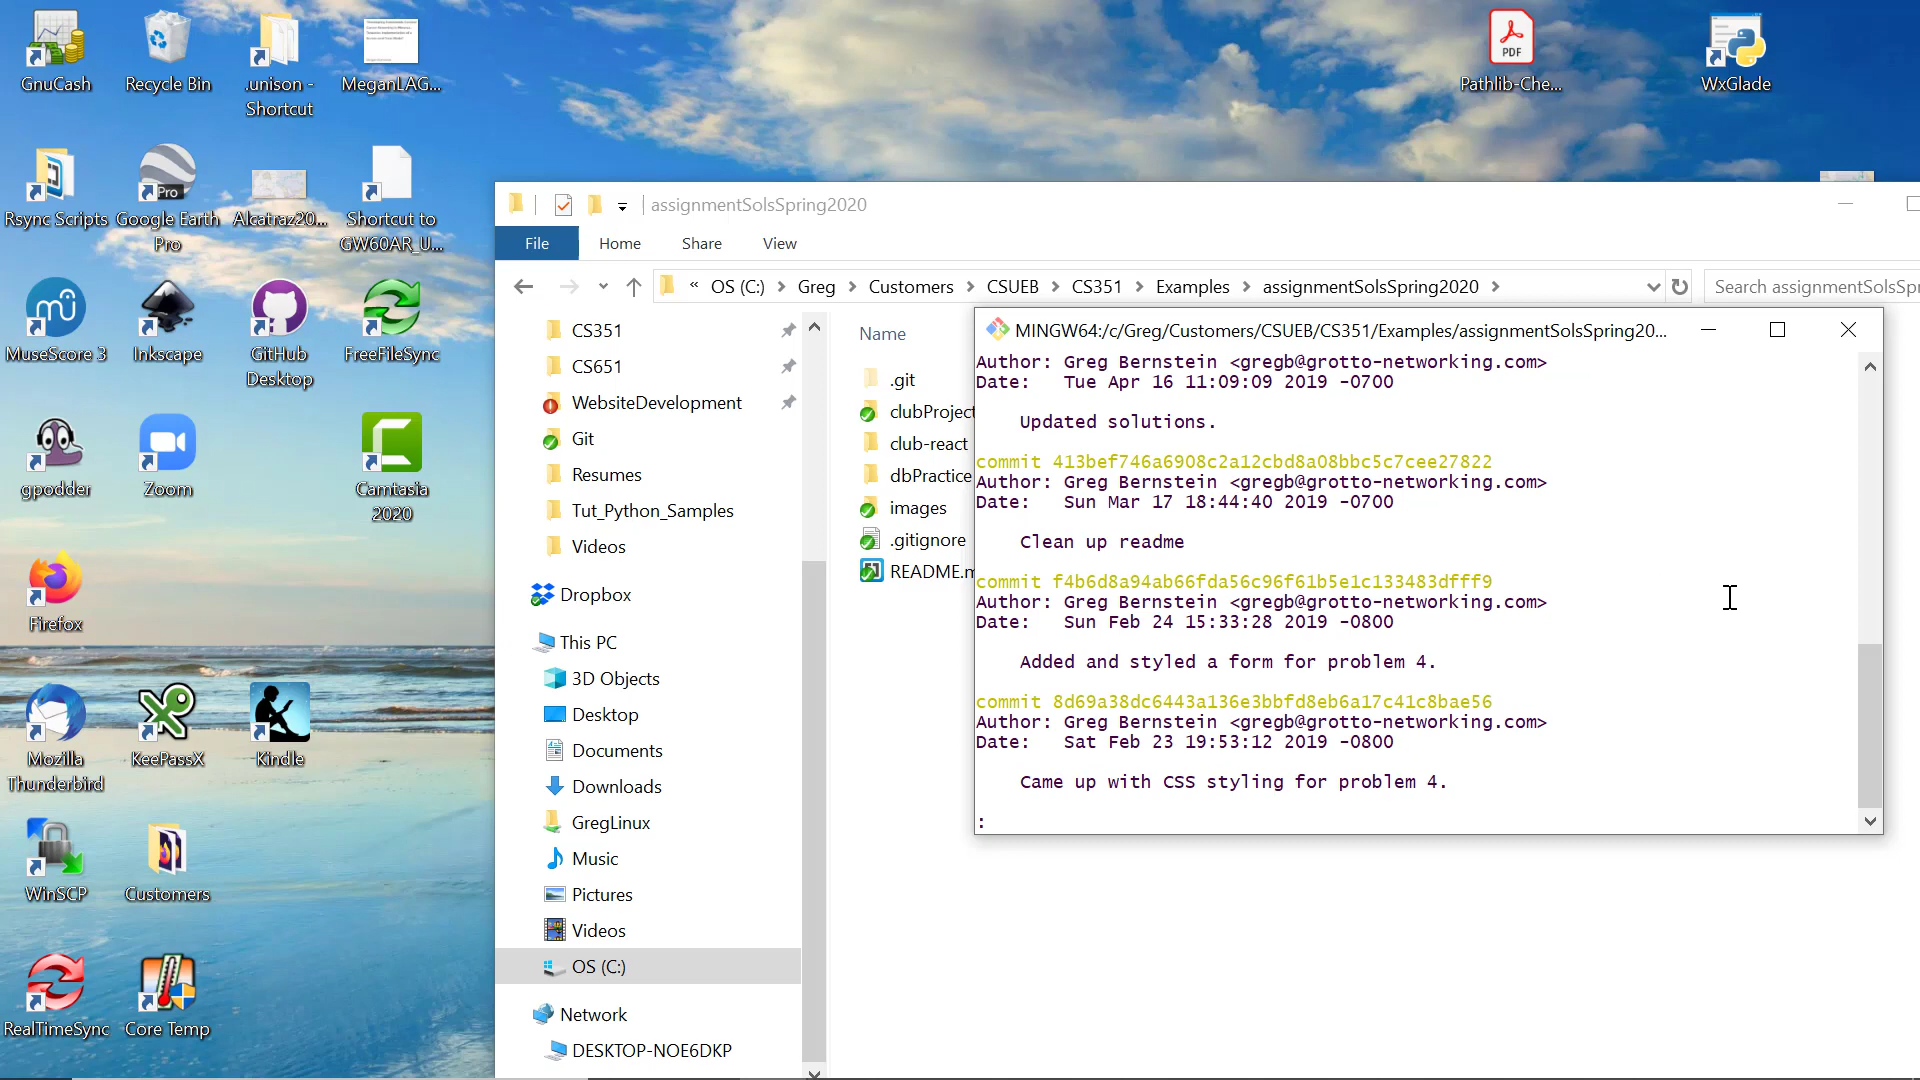 GnuCash
Recycle Bin
.unison -
Shortcut
MeganLAG...
PDF
Pathlib-Che...
WxGlade
Rsync Scripts
Pro
Google Earth
Pro
Alcatraz20...
Shortcut to
GW60AR_U...
MuseScore 3
Inkscape
GitHub
Desktop
FreeFileSync
gpodder
Zoom
Camtasia
2020
Firefox
Mozilla
Thunderbird
KeePassX
Kindle
WinSCP
Customers
RealTimeSync
Core Temp
assignmentSolsSpring2020
File
Home
Share
View
« OS (C:) > Greg > Customers > CSUEB > CS351 > Examples > assignmentSolsSpring2020 >
Search assignmentSolsSpr
CS351
CS651
WebsiteDevelopment
Git
Resumes
Tut_Python_Samples
Videos
Dropbox
This PC
3D Objects
Desktop
Documents
Downloads
GregLinux
Music
Pictures
Videos
OS (C:)
Network
DESKTOP-NOE6DKP
Name
.git
clubProject
club-react
dbPractice
images
.gitignore
README.m
MINGW64:/c/Greg/Customers/CSUEB/CS351/Examples/assignmentSolsSpring20...
Author: Greg Bernstein <gregb@grotto-networking.com>
Date:   Tue Apr 16 11:09:09 2019 -0700
Updated solutions.
commit 413bef746a6908c2a12cbd8a08bbc5c7cee27822
Author: Greg Bernstein <gregb@grotto-networking.com>
Date:   Sun Mar 17 18:44:40 2019 -0700
Clean up readme
commit f4b6d8a94ab66fda56c96f61b5e1c133483dfff9
Author: Greg Bernstein <gregb@grotto-networking.com>
Date:   Sun Feb 24 15:33:28 2019 -0800
Added and styled a form for problem 4.
commit 8d69a38dc6443a136e3bbfd8eb6a17c41c8bae56
Author: Greg Bernstein <gregb@grotto-networking.com>
Date:   Sat Feb 23 19:53:12 2019 -0800
Came up with CSS styling for problem 4.
: